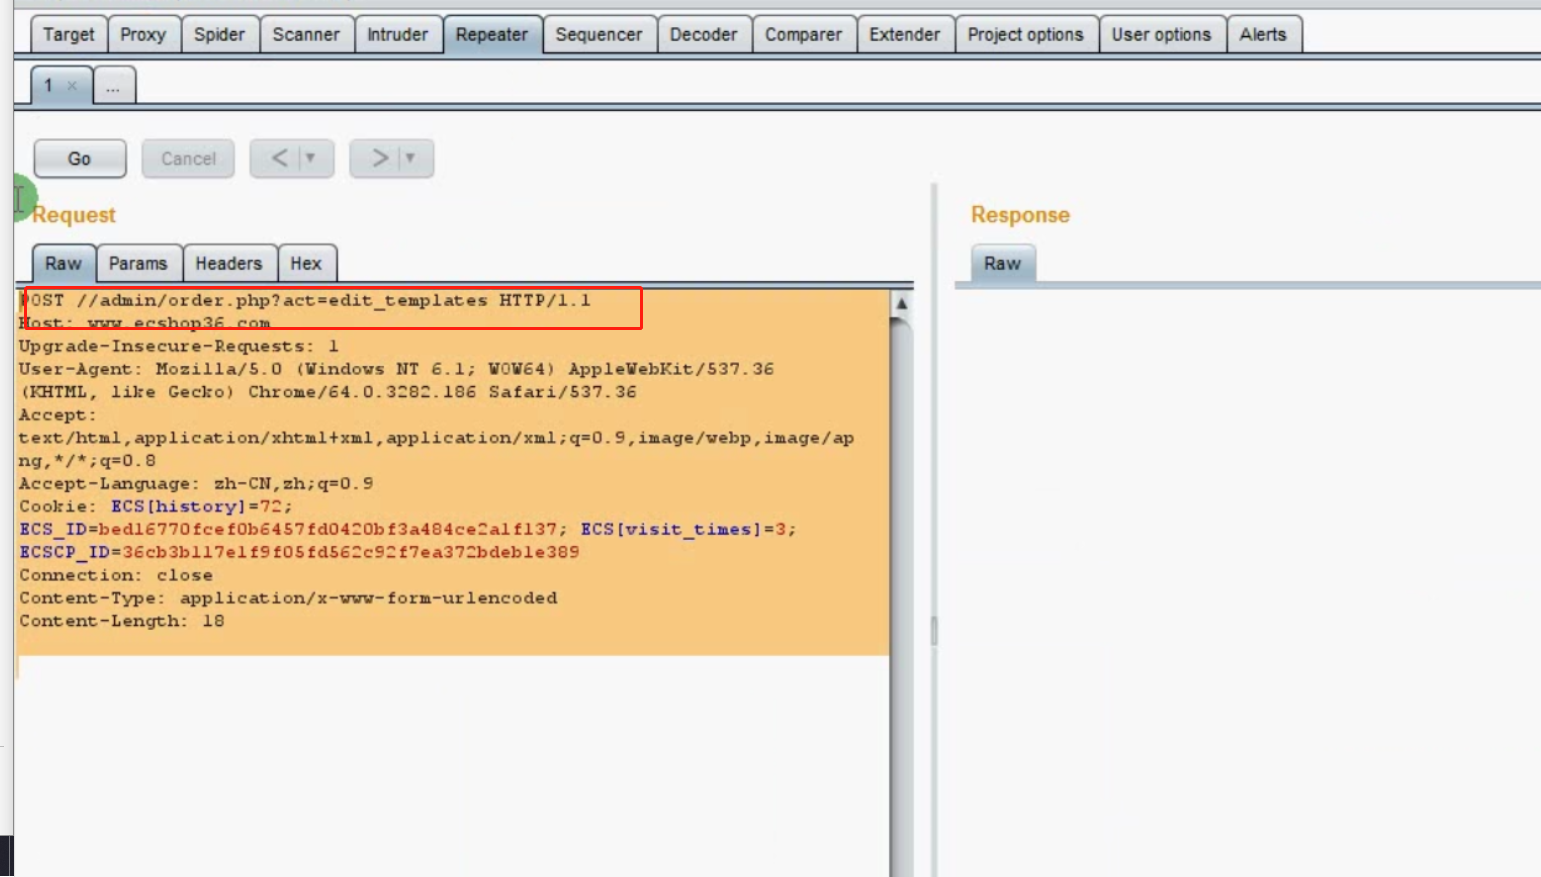 Target Proxy Spider Scanner Intruder Repeater Sequencer Decoder Comparer Extender Project options User options Alerts
1 × ...
Go Cancel < ▼ > ▼
Request
Response
Raw Params Headers Hex
Raw
POST //admin/order.php?act=edit_templates HTTP/1.1
Host: www.ecshop36.com
Upgrade-Insecure-Requests: 1
User-Agent: Mozilla/5.0 (Windows NT 6.1; WOW64) AppleWebKit/537.36
(KHTML, like Gecko) Chrome/64.0.3282.186 Safari/537.36
Accept:
text/html,application/xhtml+xml,application/xml;q=0.9,image/webp,image/ap
ng,*/*;q=0.8
Accept-Language: zh-CN,zh;q=0.9
Cookie: ECS[history]=72;
ECS_ID=bed16770fcef0b6457fd0420bf3a484ce2a1f137; ECS[visit_times]=3;
ECSCP_ID=36cb3b117e1f9f05fd562c92f7ea372bdeb1e389
Connection: close
Content-Type: application/x-www-form-urlencoded
Content-Length: 18